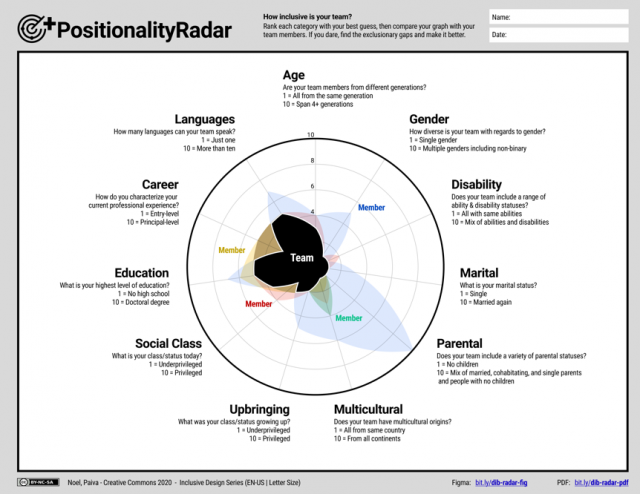 PositionalityRadar
How inclusive is your team?
Rank each category with your best guess, then compare your graph with your
team members. If you dare, find the exclusionary gaps and make it better.
Name:
Date:
Age
Are your team members from different generations?
1 = All from the same generation
10 = Span 4+ generations
Languages
How many languages can your team speak?
1 = Just one
10 = More than ten
Gender
How diverse is your team with regards to gender?
1 = Single gender
10 = Multiple genders including non-binary
10
8
6
4
Career
How do you characterize your
current professional experience?
1 = Entry-level
10 = Principal-level
Disability
Does your team include a range of
ability & disability statuses?
1 = All with same abilities
10 = Mix of abilities and disabilities
Member
Member
Team
Education
What is your highest level of education?
1 = No high school
10 = Doctoral degree
Marital
What is your marital status?
1 = Single
10 = Married again
Member
Member
Social Class
What is your class/status today?
1 = Underprivileged
10 = Privileged
Parental
Does your team include a variety of parental statuses?
1 = No children
10 = Mix of married, cohabitating, and single parents
and people with no children
Upbringing
What was your class/status growing up?
1 = Underprivileged
10 = Privileged
Multicultural
Does your team have multicultural origins?
1 = All from same country
10 = From all continents
BY-NC-SA
Noel, Paiva - Creative Commons 2020 - Inclusive Design Series (EN-US | Letter Size)
Figma: bit.ly/dib-radar-fig
PDF: bit.ly/dib-radar-pdf